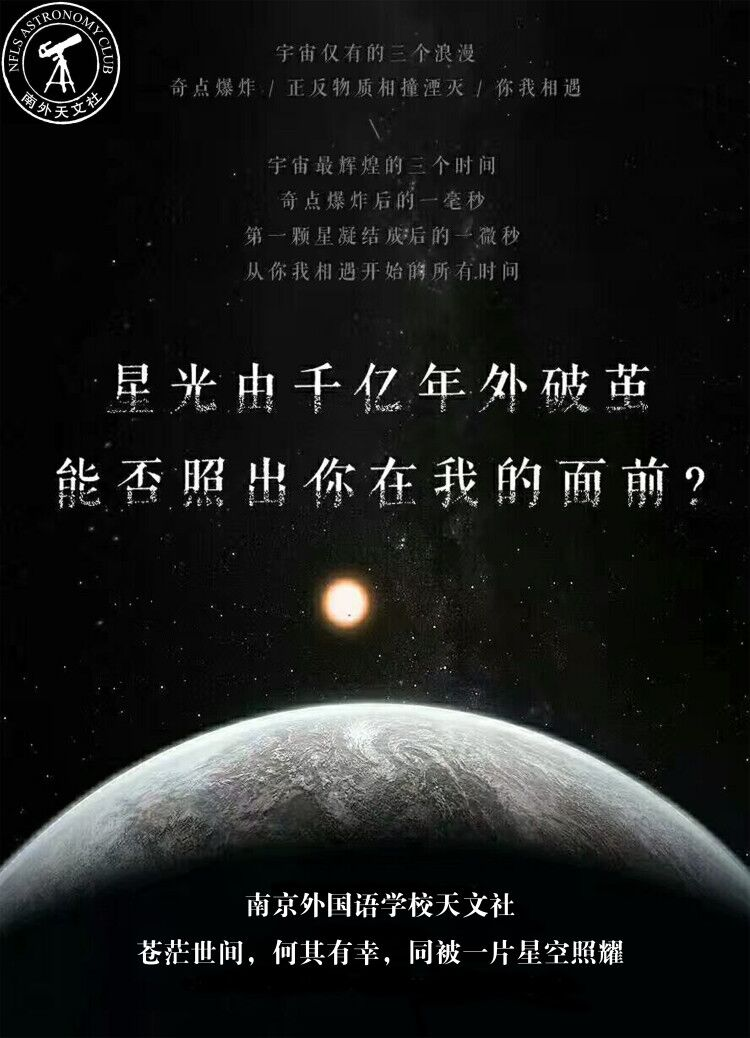 NFLS ASTRONOMY CLUB
南外天文社
宇宙仅有的三个浪漫
奇点爆炸 / 正反物质相撞湮灭 / 你我相遇
\
宇宙最辉煌的三个时间
奇点爆炸后的一毫秒
第一颗星凝结成后的一微秒
从你我相遇开始的所有时间
星光由千亿年外破茧
能否照出你在我的面前?
南京外国语学校天文社
苍茫世间，何其有幸，同被一片星空照耀